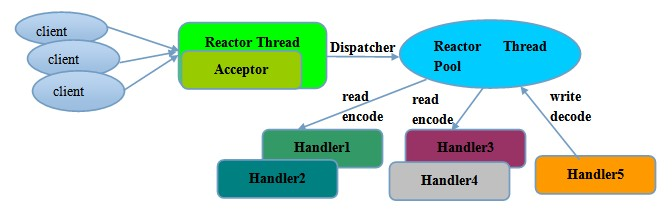 client
client
client
Reactor Thread
Acceptor
Dispatcher
Reactor Thread
Pool
read
encode
read
encode
write
decode
Handler1
Handler2
Handler3
Handler4
Handler5